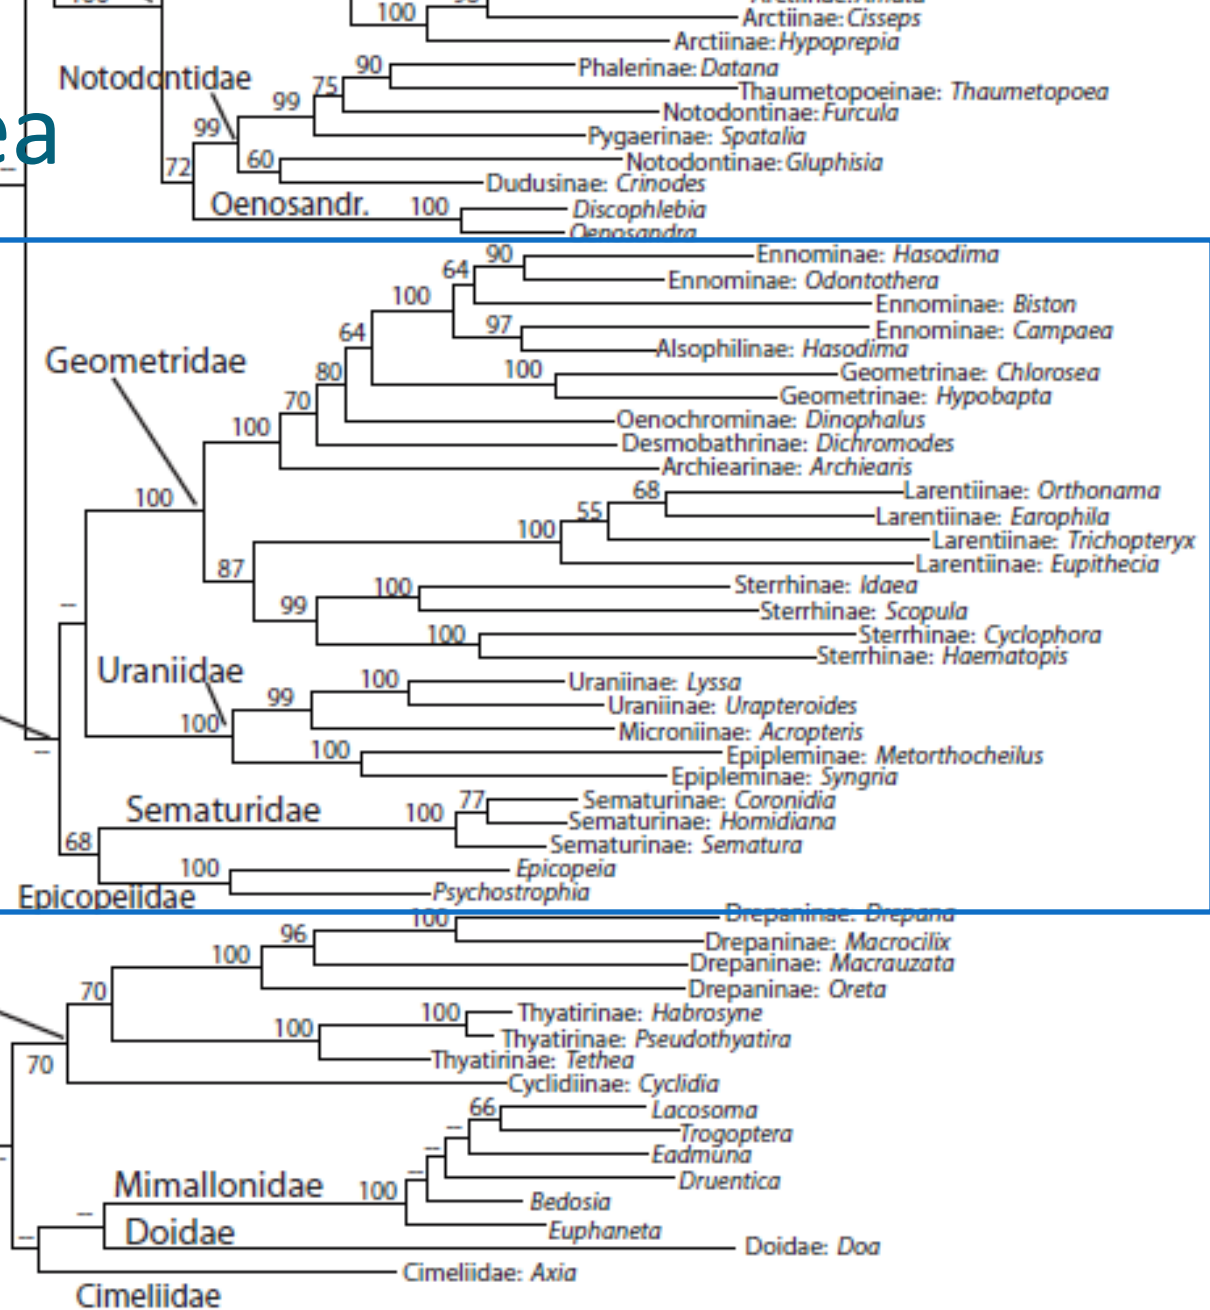 100
Arctiinae: Cisseps
Arctiinae: Hypoprepia
Notodontidae
90
Phalerinae: Datana
75
Thaumetopoeinae: Thaumetopoea
99
Notodontinae: Furcula
ea
99
Pygaerinae: Spatalia
60
Notodontinae: Gluphisia
72
Dudusinae: Crinodes
Oenosandr.
100
Discophlebia
Oenosandra
90
Ennominae: Hasodima
64
Ennominae: Odontothera
100
Ennominae: Biston
97
Ennominae: Campaea
64
Alsophilinae: Hasodima
Geometridae
80
100
Geometrinae: Chlorosea
Geometrinae: Hypobapta
70
Oenochrominae: Dinophalus
100
Desmobathrinae: Dichromodes
Archiearinae: Archiearis
100
68
Larentiinae: Orthonama
55
Larentiinae: Earophila
100
Larentiinae: Trichopteryx
Larentiinae: Eupithecia
87
100
Sterrhinae: Idaea
99
Sterrhinae: Scopula
--
100
Sterrhinae: Cyclophora
Sterrhinae: Haematopis
Uraniidae
100
Uraniinae: Lyssa
99
Uraniinae: Urapteroides
100
Microniinae: Acropteris
--
100
Epipleminae: Metorthocheilus
Epipleminae: Syngria
Sematuridae
77
Sematurinae: Coronidia
100
Sematurinae: Homidiana
68
Sematurinae: Sematura
100
Epicopeia
Epicopeiidae
Psychostrophia
100
Drepaninae: Drepana
96
Drepaninae: Macrocilix
100
Drepaninae: Macrauzata
70
Drepaninae: Oreta
100
Thyatirinae: Habrosyne
100
Thyatirinae: Pseudothyatira
70
Thyatirinae: Tethea
Cyclidiinae: Cyclidia
66
Lacosoma
--
Trogoptera
--
Eadmuna
--
Druentica
Mimallonidae
100
Bedosia
--
Doidae
Euphaneta
--
Doidae: Doa
Cimeliidae: Axia
Cimeliidae